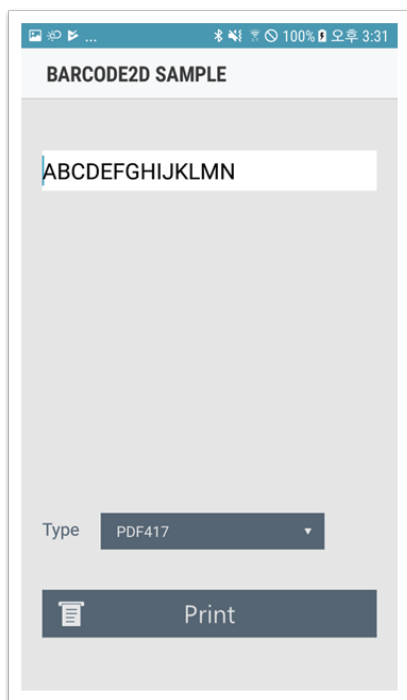 ... 100% 오후 3:31
BARCODE2D SAMPLE
ABCDEFGHIJKLMN
Type PDF417
Print